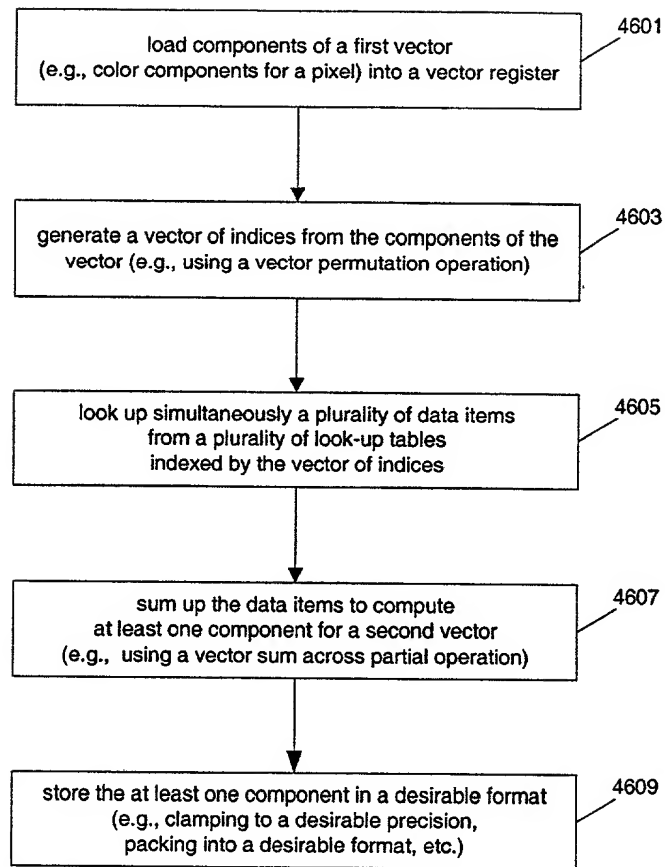 load components of a first vector
(e.g., color components for a pixel) into a vector register
4601
generate a vector of indices from the components of the
vector (e.g., using a vector permutation operation)
4603
look up simultaneously a plurality of data items
from a plurality of look-up tables
indexed by the vector of indices
4605
sum up the data items to compute
at least one component for a second vector
(e.g., using a vector sum across partial operation)
4607
store the at least one component in a desirable format
(e.g., clamping to a desirable precision,
packing into a desirable format, etc.)
4609